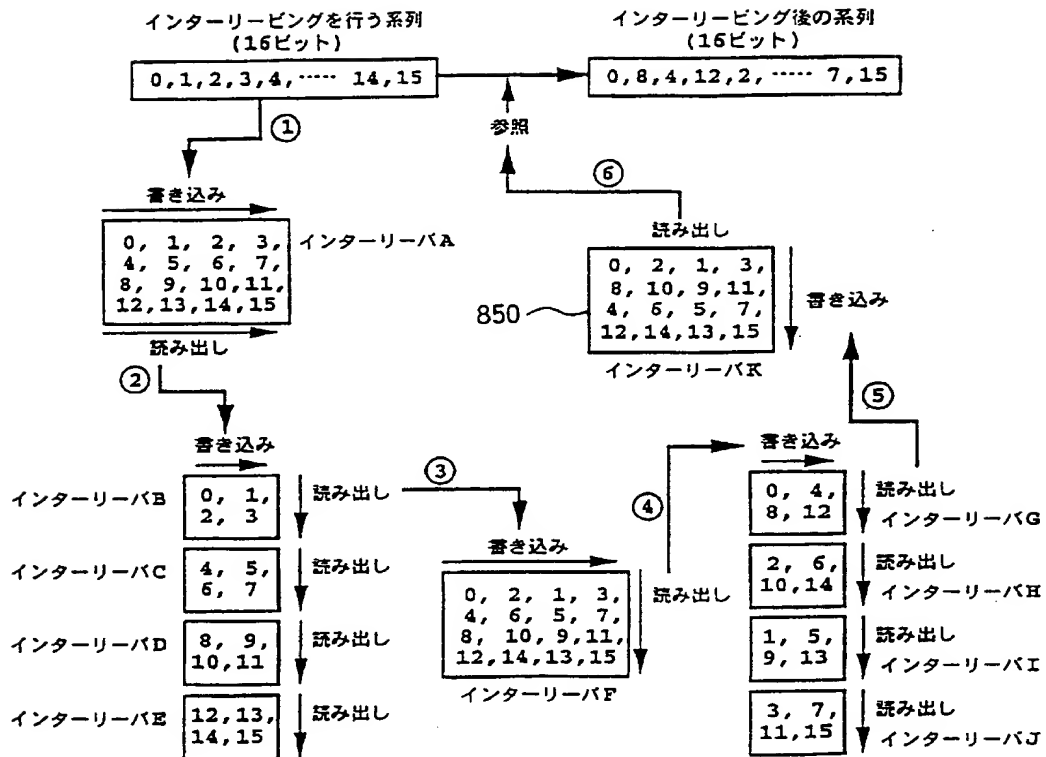 インターリービングを行う系列
(16ビット)
0,1,2,3,4,····· 14,15
インターリービング後の系列
(16ビット)
0,8,4,12,2, ····· 7,15
①
参照
⑥
書き込み
0, 1, 2, 3,
4, 5, 6, 7,
8, 9, 10,11,
12,13,14,15
インターリーバA
読み出し
②
読み出し
0, 2, 1, 3,
8, 10, 9,11,
4, 6, 5, 7,
12,14,13,15
書き込み
850
インターリーバK
⑤
書き込み
インターリーバB
0, 1,
2, 3
読み出し
インターリーバC
4, 5,
6, 7
読み出し
インターリーバD
8, 9,
10,11
読み出し
インターリーバE
12,13,
14,15
読み出し
③
書き込み
0, 2, 1, 3,
4, 6, 5, 7,
8, 10, 9,11,
12,14,13,15
読み出し
インターリーバF
④
書き込み
0, 4,
8, 12
読み出し
インターリーバG
2, 6,
10,14
読み出し
インターリーバH
1, 5,
9, 13
読み出し
インターリーバI
3, 7,
11,15
読み出し
インターリーバJ